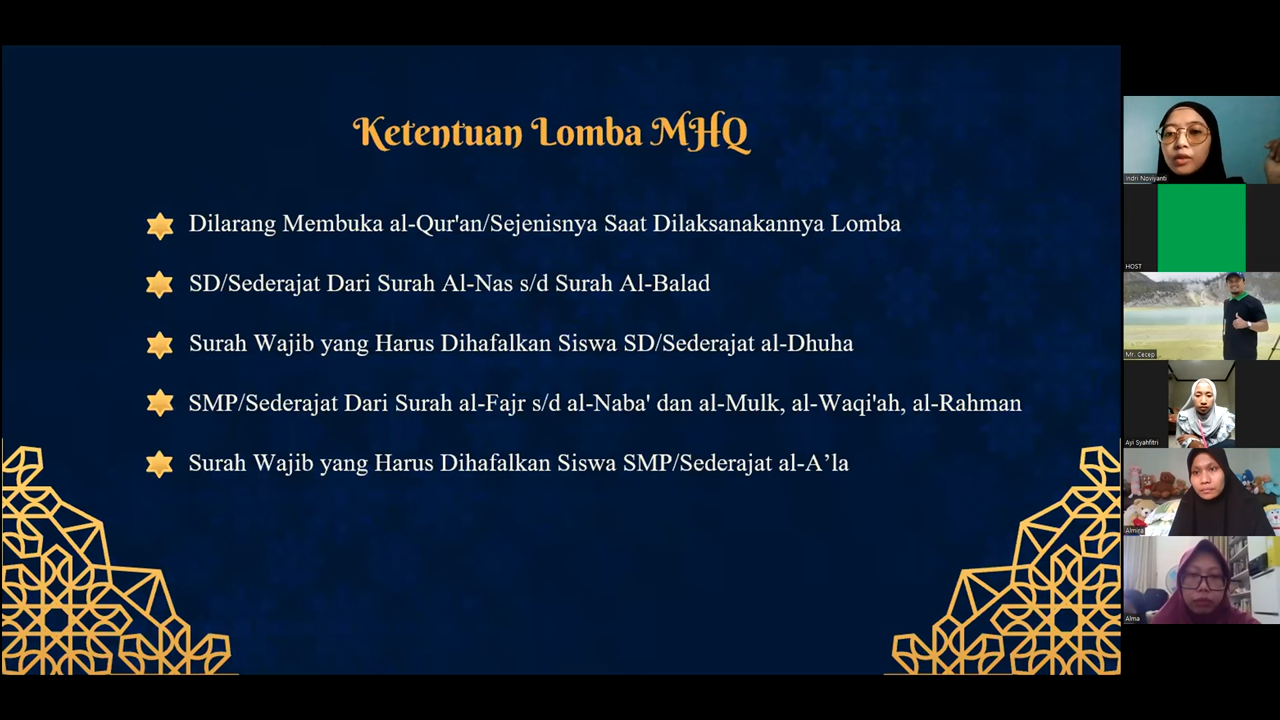 Ketentuan Lomba MHQ
Dilarang Membuka al-Qur'an/Sejenisnya Saat Dilaksanakannya Lomba
SD/Sederajat Dari Surah Al-Nas s/d Surah Al-Balad
Surah Wajib yang Harus Dihafalkan Siswa SD/Sederajat al-Dhuha
SMP/Sederajat Dari Surah al-Fajr s/d al-Naba' dan al-Mulk, al-Waqi'ah, al-Rahman
Surah Wajib yang Harus Dihafalkan Siswa SMP/Sederajat al-A’la
Indri Noviyanti
HOST
Mr. Cecep
Ayi Syahfitri
Almira
Alma